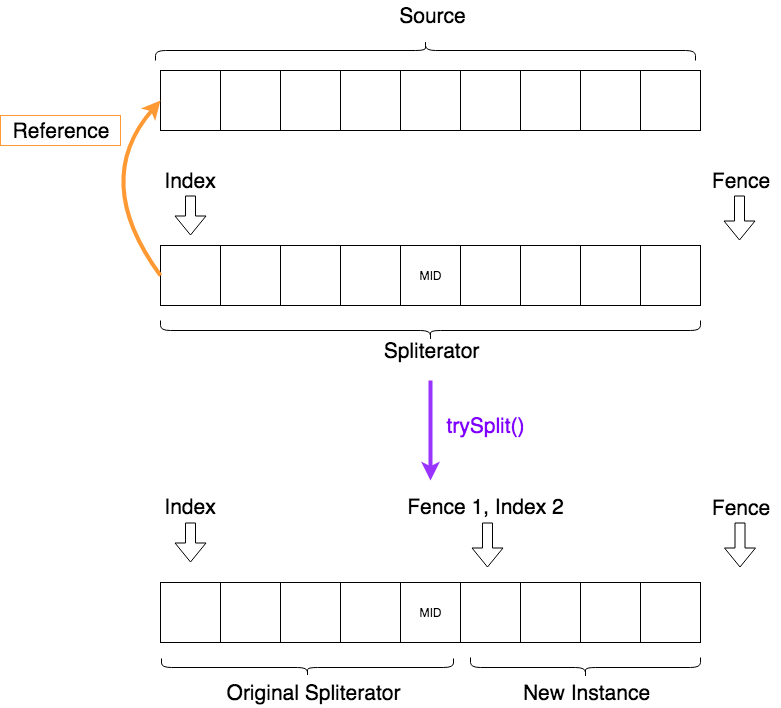 Source
Reference
Index
Fence
MID
Spliterator
trySplit()
Index
Fence 1, Index 2
Fence
MID
Original Spliterator
New Instance